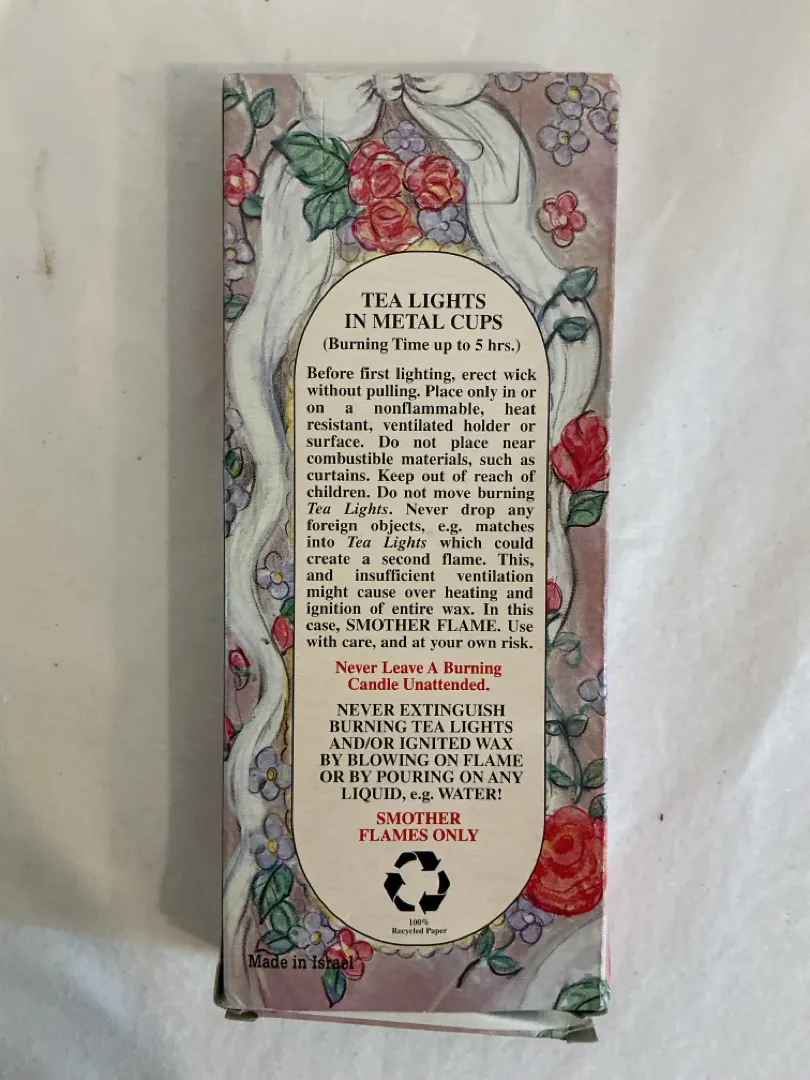 TEA LIGHTS
IN METAL CUPS
(Burning Time up to 5 hrs.)
Before first lighting, erect wick
without pulling. Place only in or
on a nonflammable, heat
resistant, ventilated holder or
surface. Do not place near
combustible materials, such as
curtains. Keep out of reach of
children. Do not move burning
Tea Lights. Never drop any
foreign objects, e.g. matches
into Tea Lights which could
create a second flame. This,
and insufficient ventilation
might cause over heating and
ignition of entire wax. In this
case, SMOTHER FLAME. Use
with care, and at your own risk.
Never Leave A Burning
Candle Unattended.
NEVER EXTINGUISH
BURNING TEA LIGHTS
AND/OR IGNITED WAX
BY BLOWING ON FLAME
OR BY POURING ON ANY
LIQUID, e.g. WATER!
SMOTHER
FLAMES ONLY
100%
Recycled Paper
Made in Israel